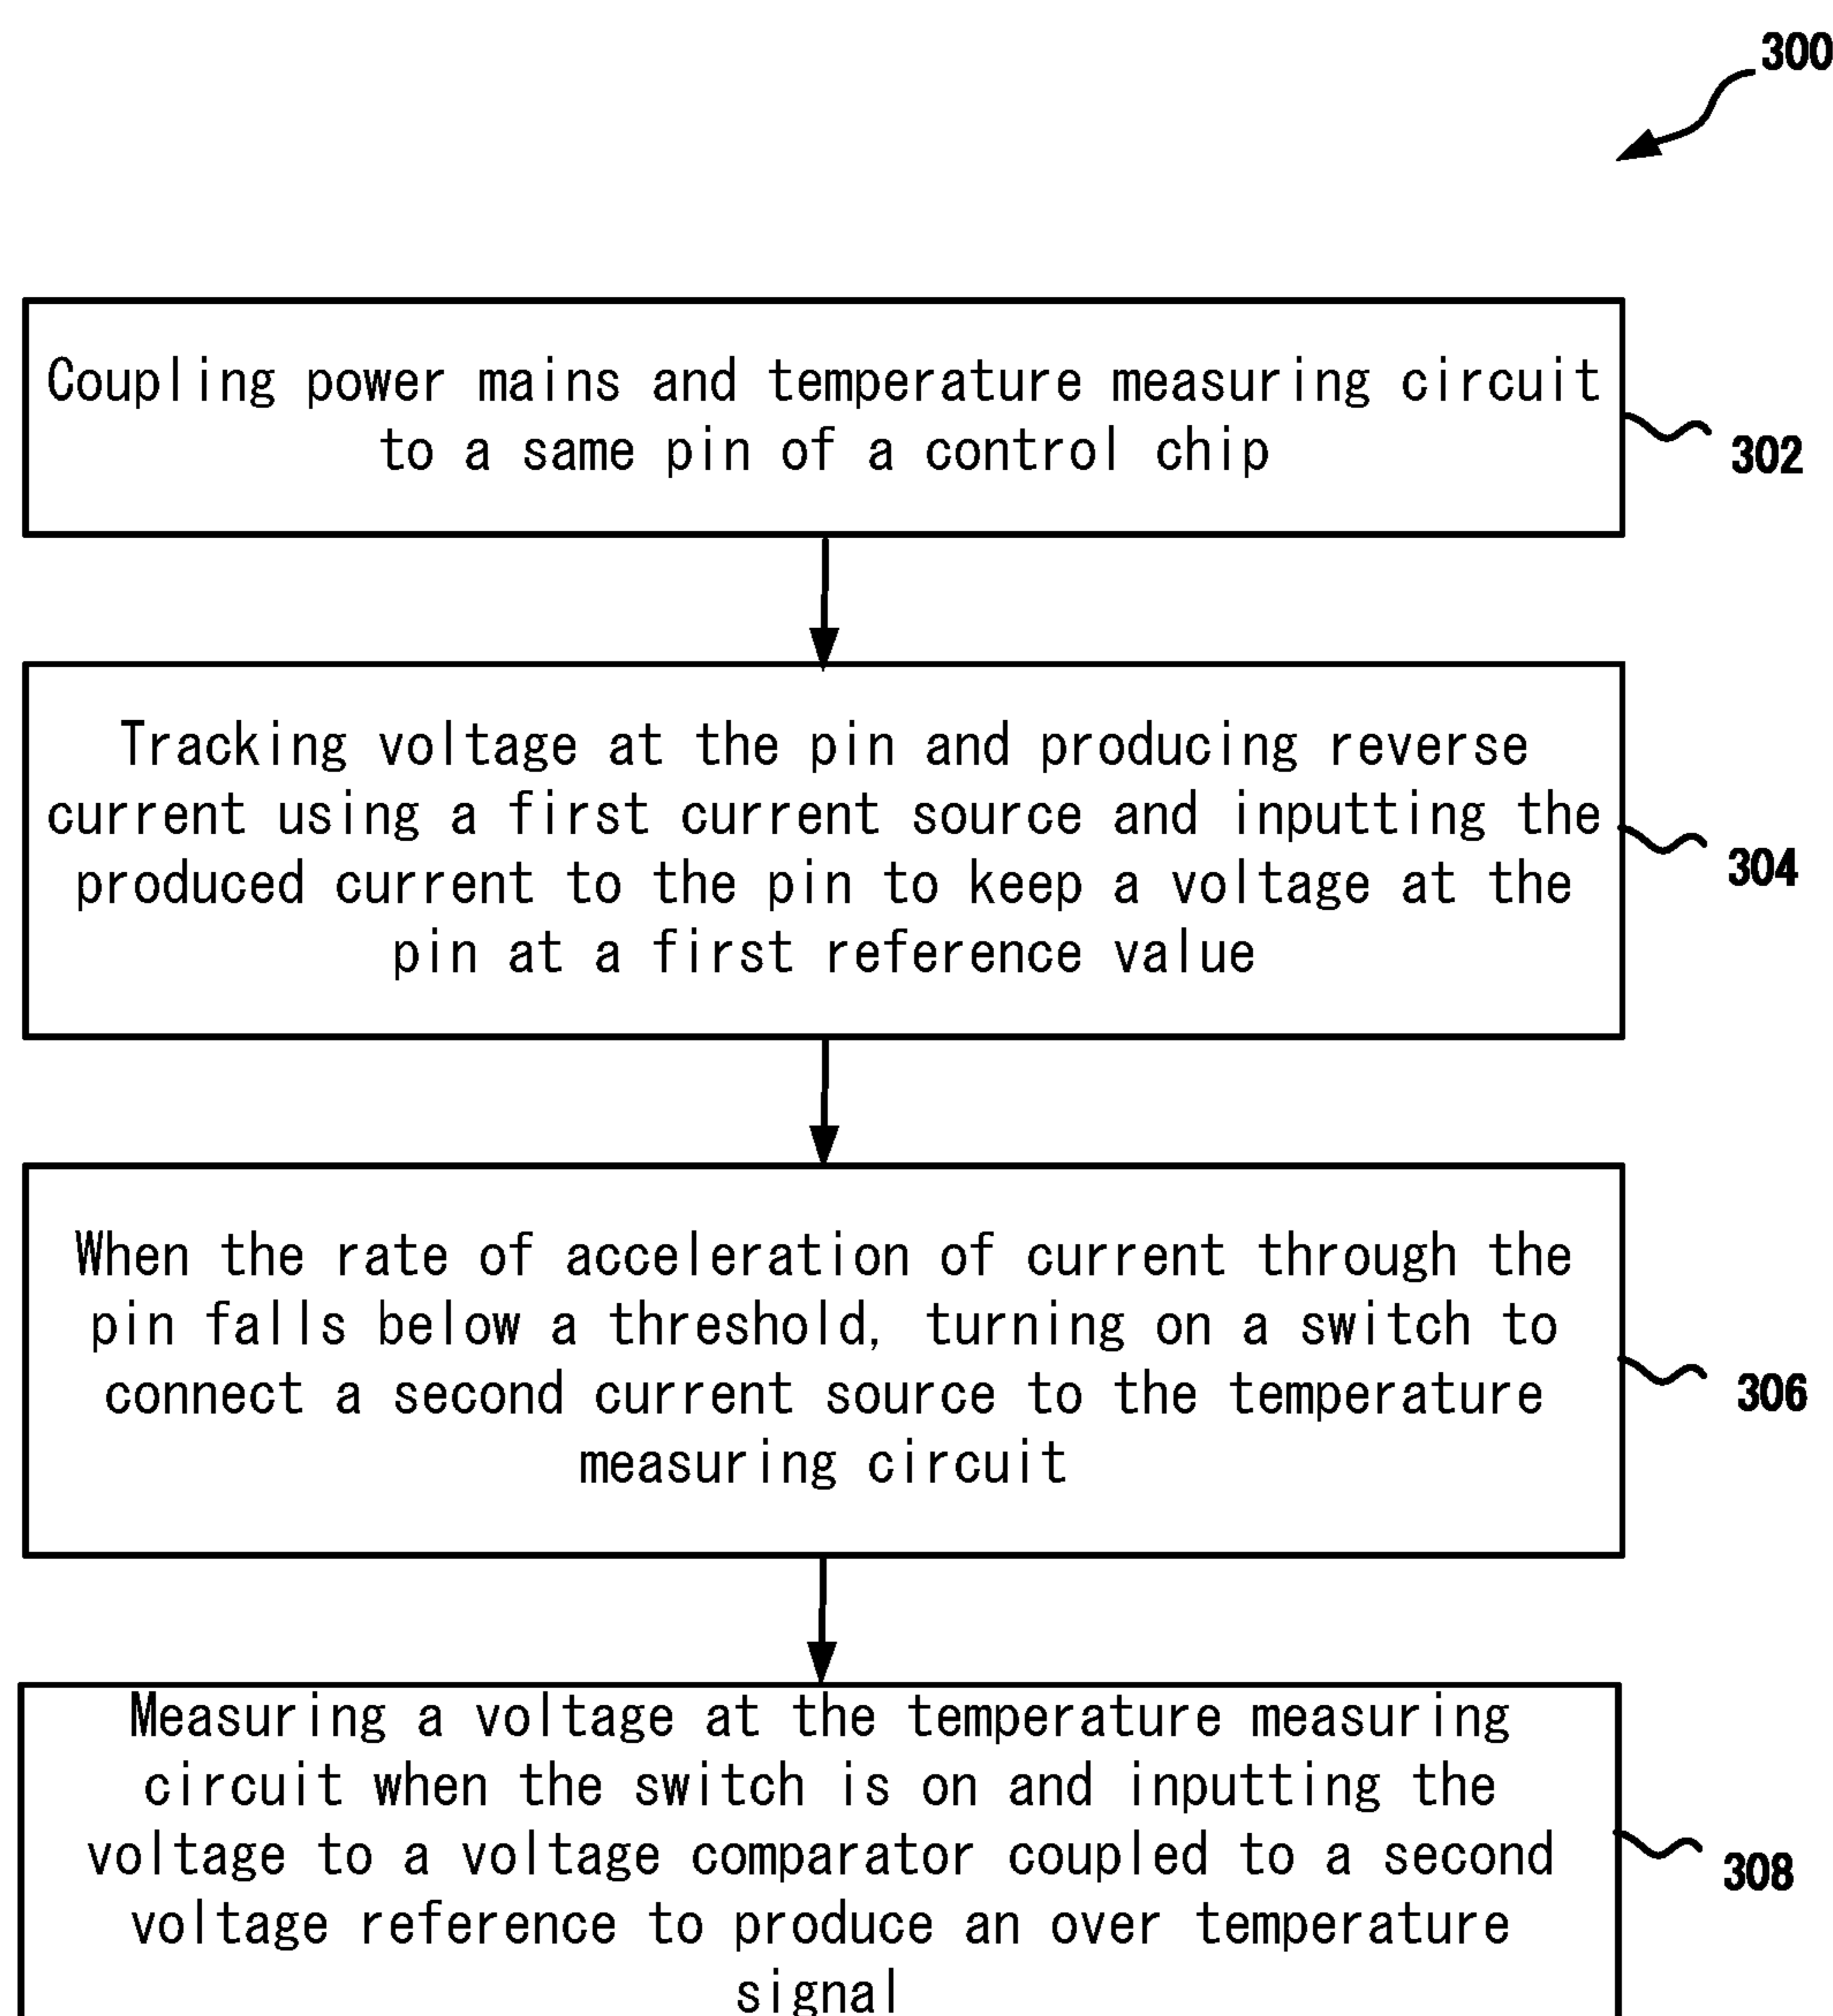 300
Coupling power mains and temperature measuring circuit
to a same pin of a control chip
302
Tracking voltage at the pin and producing reverse
current using a first current source and inputting the
produced current to the pin to keep a voltage at the
pin at a first reference value
304
When the rate of acceleration of current through the
pin falls below a threshold, turning on a switch to
connect a second current source to the temperature
measuring circuit
306
Measuring a voltage at the temperature measuring
circuit when the switch is on and inputting the
voltage to a voltage comparator coupled to a second
voltage reference to produce an over temperature
signal
308